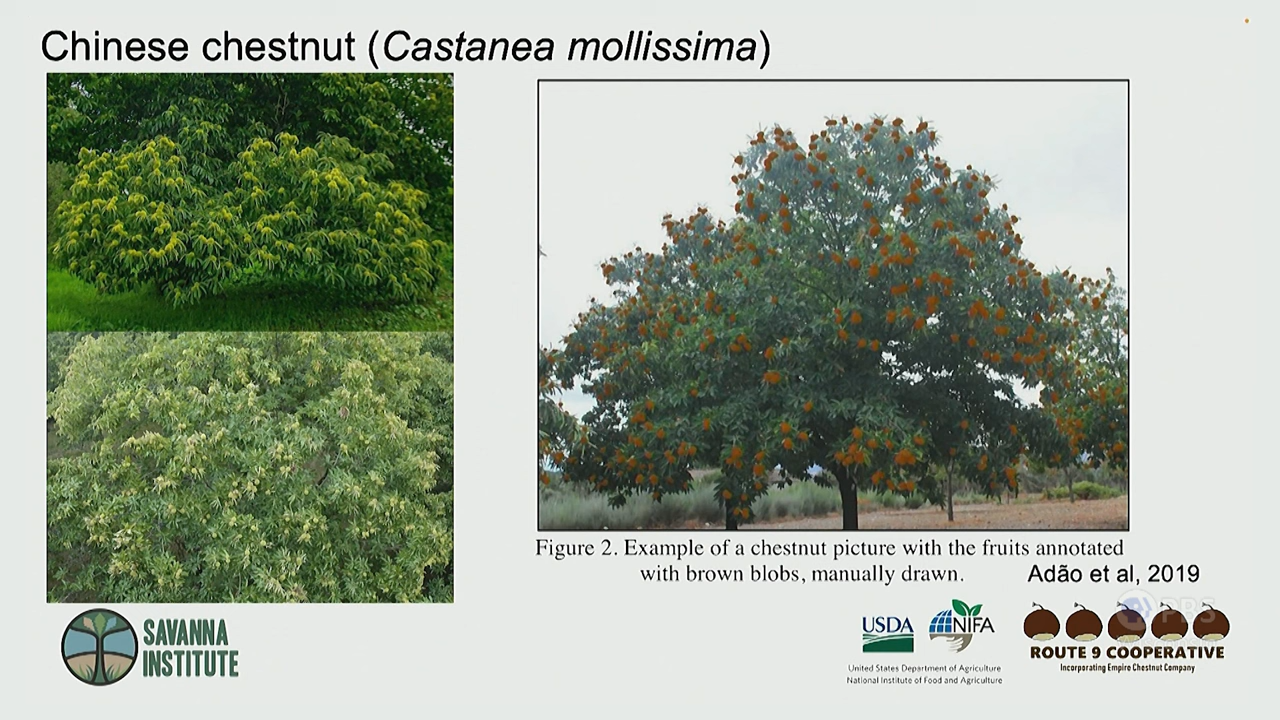 Chinese chestnut (Castanea mollissima)
Figure 2. Example of a chestnut picture with the fruits annotated
with brown blobs, manually drawn.
Adão et al, 2019
SAVANNA
INSTITUTE
USDA
NIFA
United States Department of Agriculture
National Institute of Food and Agriculture
PBS
ROUTE 9 COOPERATIVE
Incorporating Empire Chestnut Company